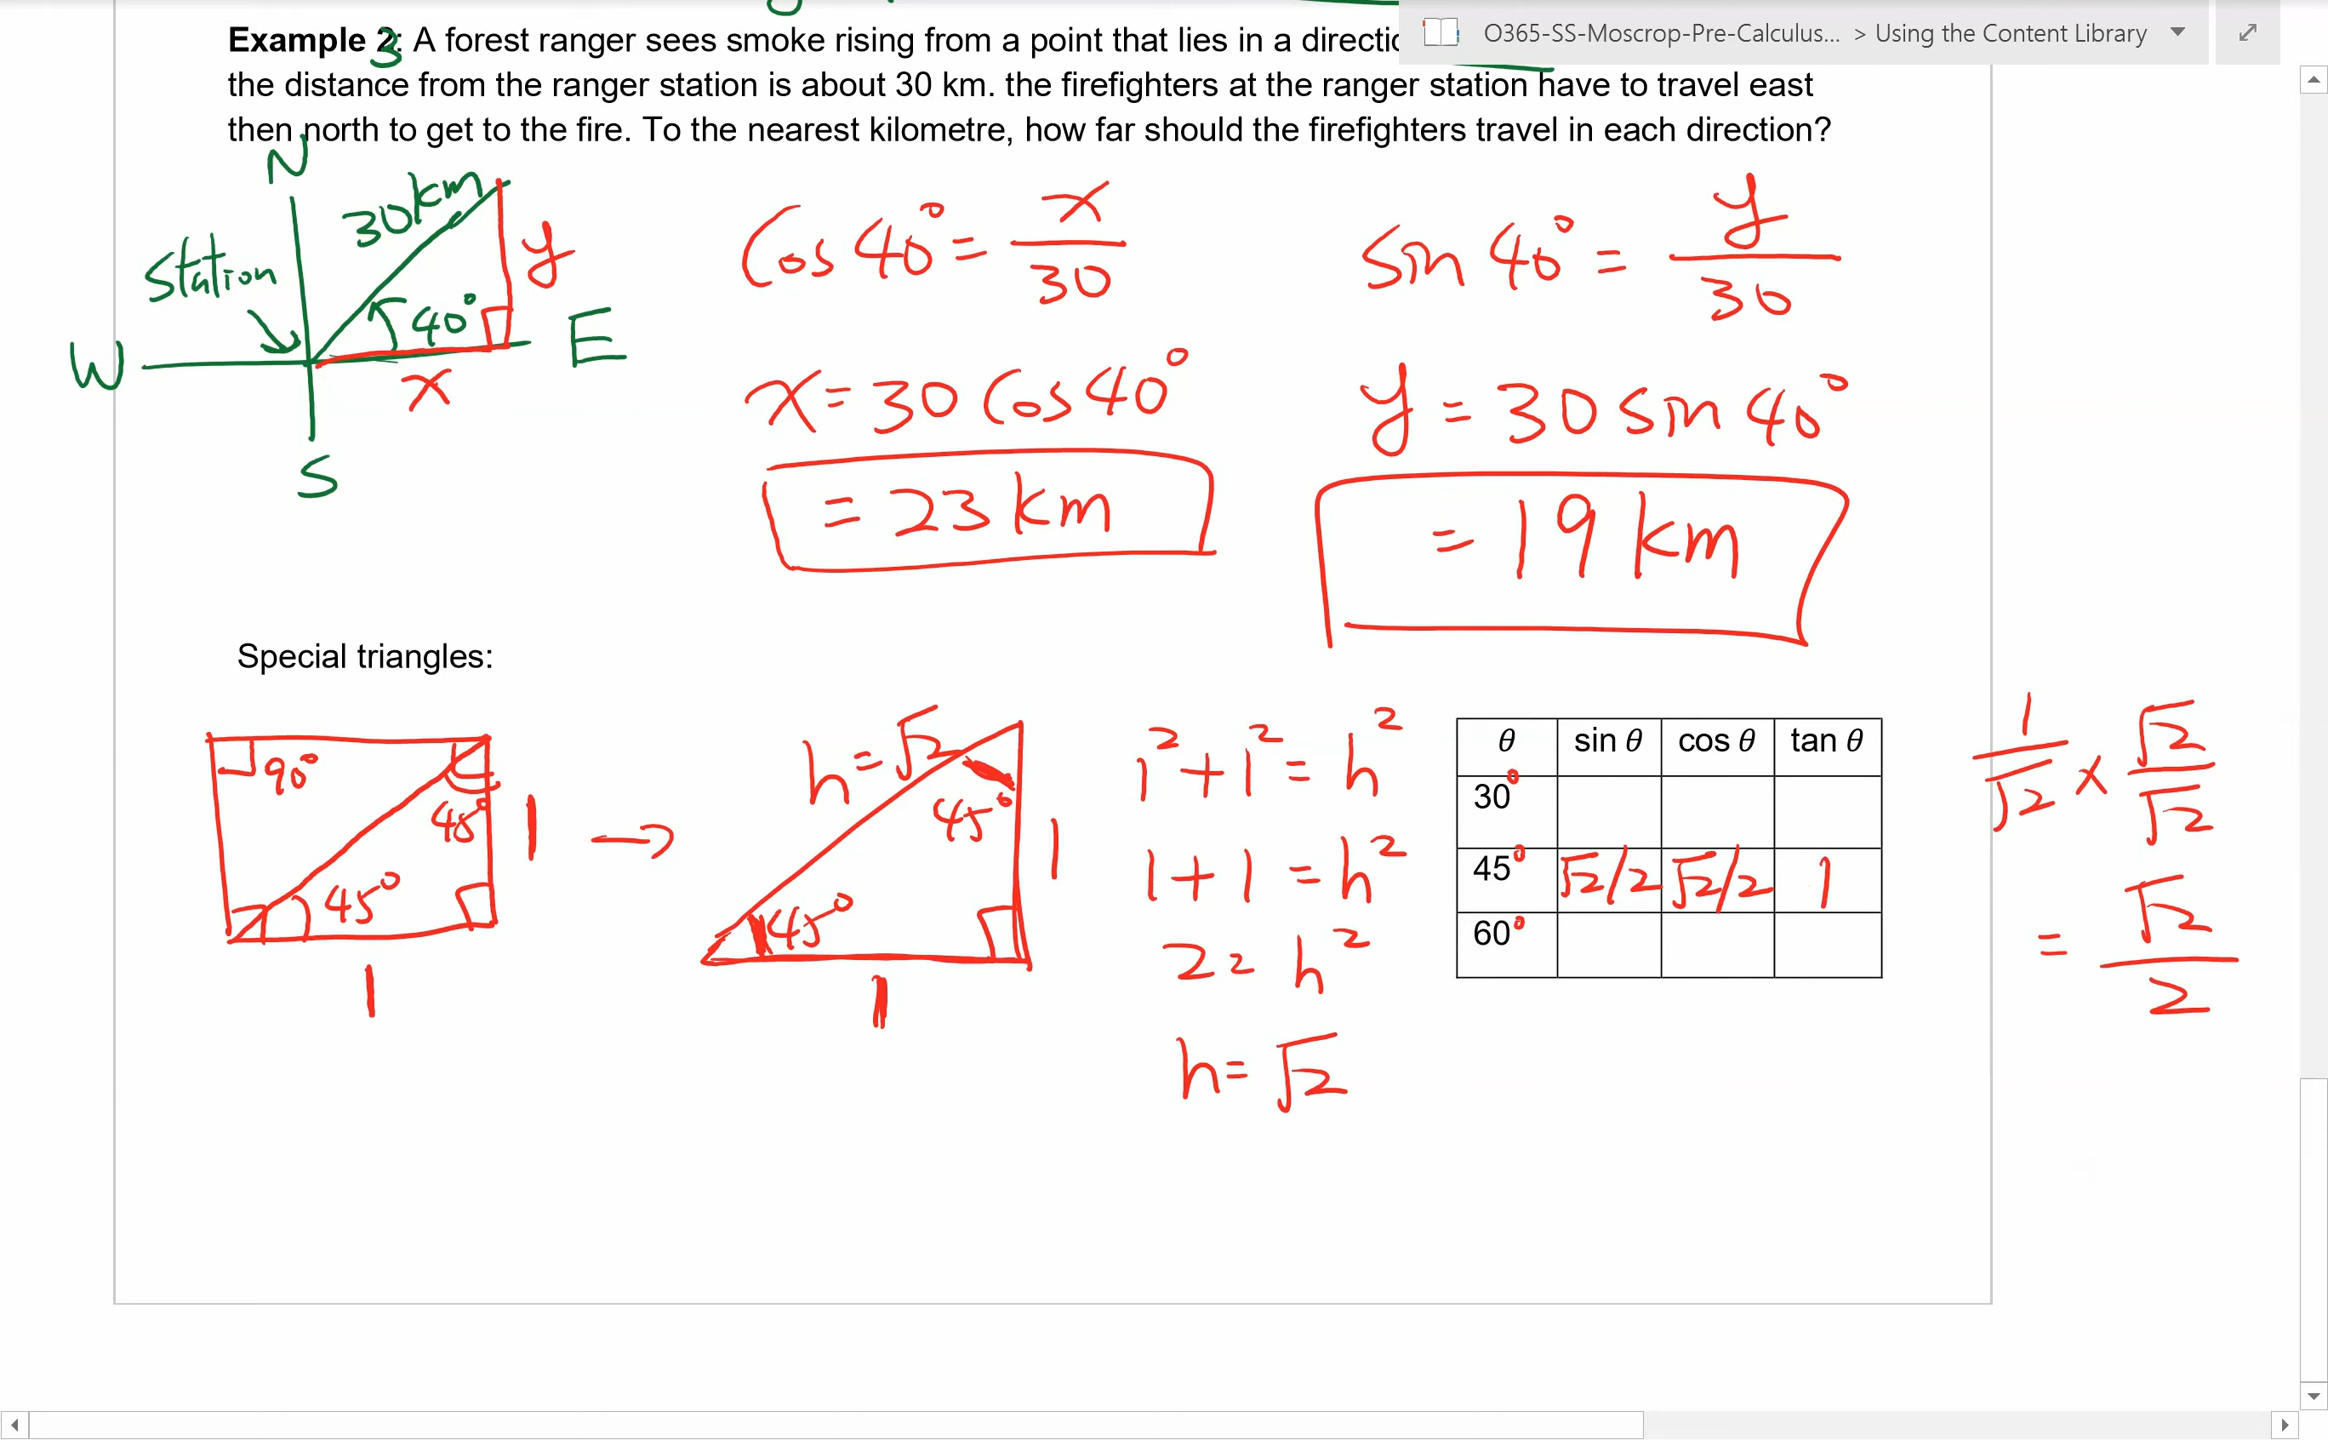 O365-SS-Moscrop-Pre-Calculus... > Using the Content Library
Example 3: A forest ranger sees smoke rising from a point that lies in a
the distance from the ranger station is about 30 km. the firefighters at the ranger station have to travel east
then north to get to the fire. To the nearest kilometre, how far should the firefighters travel in each direction?
N
30km
y
Station
40°
W
E
x
S
Cos 40° = x/30
x = 30 Cos 40°
= 23 km
Sin 40° = y/30
y = 30 sin 40°
= 19 km
Special triangles:
90°
45°
45°
1
1
→
h = √2
45°
45°
1
1
1² + 1² = h²
1 + 1 = h²
2 = h²
h = √2
θ sin θ cos θ tan θ
30°
45° √2/2 √2/2 1
60°
1/√2 × √2/√2
= √2/2